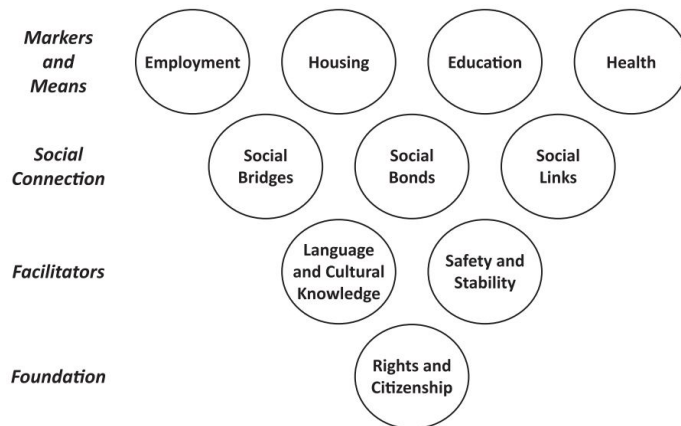 Markers
and
Means
Employment
Housing
Education
Health
Social
Connection
Social
Bridges
Social
Bonds
Social
Links
Facilitators
Language
and Cultural
Knowledge
Safety and
Stability
Foundation
Rights and
Citizenship